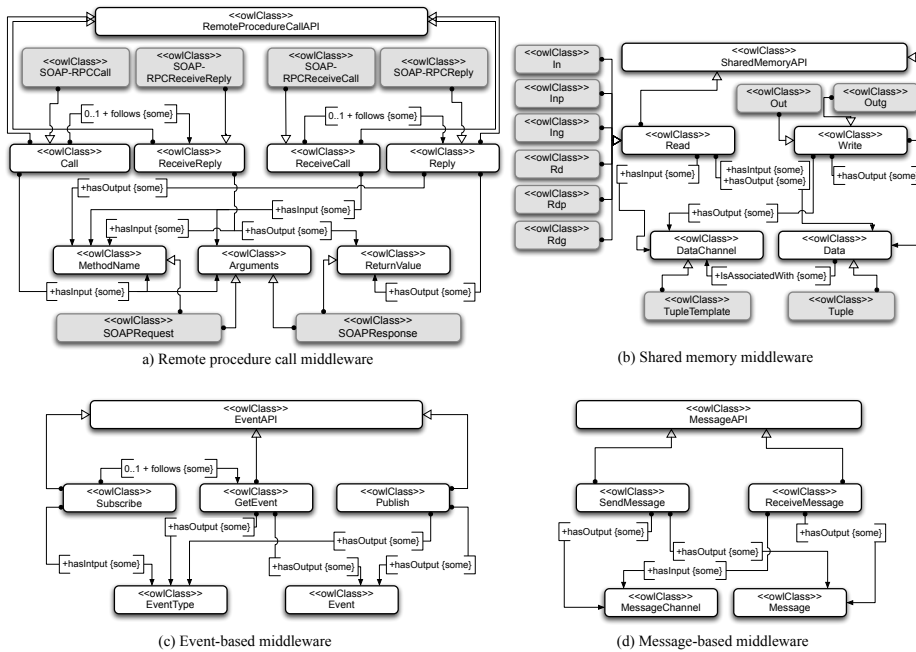 <<owlClass>>
RemoteProcedureCallAPI
<<owlClass>>
SOAP-RPCCall
<<owlClass>>
SOAP-
RPCReceiveReply
<<owlClass>>
SOAP-
RPCReceiveCall
<<owlClass>>
SOAP-RPCReply
0..1 + follows {some}
0..1 + follows {some}
<<owlClass>>
Call
<<owlClass>>
ReceiveReply
<<owlClass>>
ReceiveCall
<<owlClass>>
Reply
+hasOutput {some}
+hasInput {some}
+hasInput {some}
+hasOutput {some}
<<owlClass>>
MethodName
<<owlClass>>
Arguments
<<owlClass>>
ReturnValue
+hasInput {some}
+hasOutput {some}
<<owlClass>>
SOAPRequest
<<owlClass>>
SOAPResponse
a) Remote procedure call middleware
<<owlClass>>
In
<<owlClass>>
Inp
<<owlClass>>
Ing
<<owlClass>>
Rd
<<owlClass>>
Rdp
<<owlClass>>
Rdg
<<owlClass>>
SharedMemoryAPI
<<owlClass>>
Out
<<owlClass>>
Outg
<<owlClass>>
Read
<<owlClass>>
Write
+hasInput {some}
+hasInput {some}
+hasOutput {some}
+hasOutput {some}
+hasOutput {some}
<<owlClass>>
DataChannel
<<owlClass>>
Data
+IsAssociatedWith {some}
<<owlClass>>
TupleTemplate
<<owlClass>>
Tuple
(b) Shared memory middleware
<<owlClass>>
EventAPI
0..1 + follows {some}
<<owlClass>>
Subscribe
<<owlClass>>
GetEvent
<<owlClass>>
Publish
+hasOutput {some}
+hasOutput {some}
+hasIntput {some}
+hasOutput {some}
+hasOutput {some}
<<owlClass>>
EventType
<<owlClass>>
Event
(c) Event-based middleware
<<owlClass>>
MessageAPI
<<owlClass>>
SendMessage
<<owlClass>>
ReceiveMessage
+hasOutput {some}
+hasOutput {some}
+hasOutput {some}
+hasInput {some}
<<owlClass>>
MessageChannel
<<owlClass>>
Message
(d) Message-based middleware